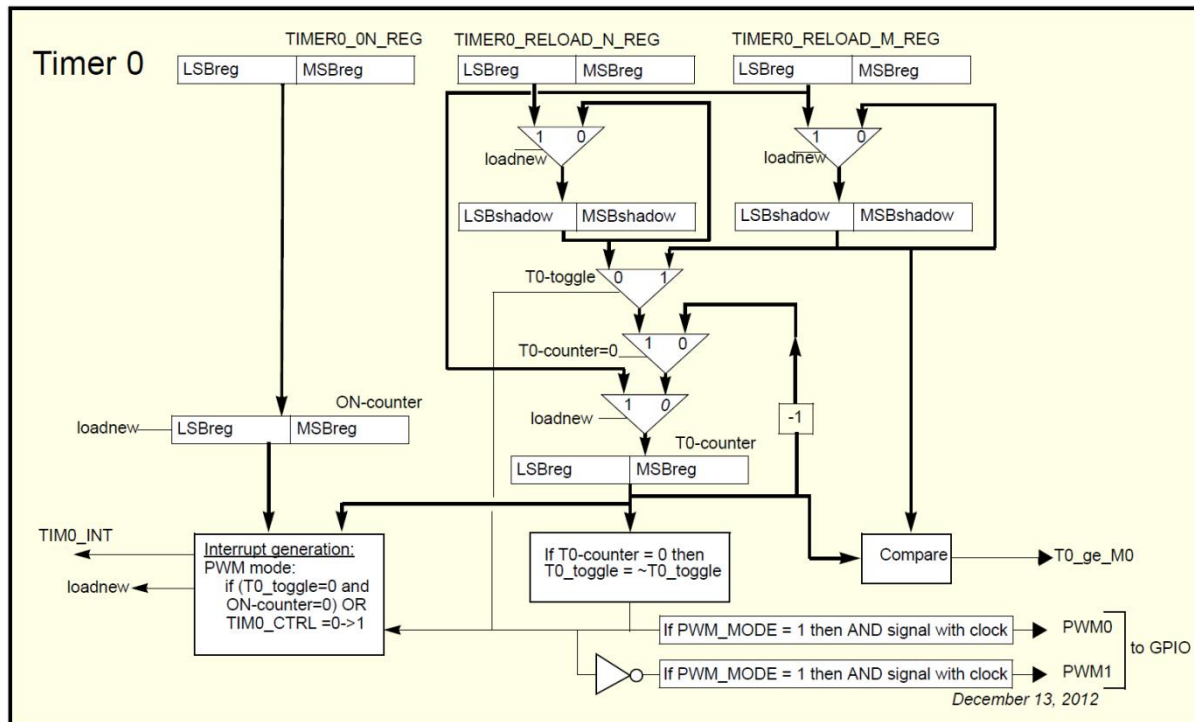 Timer 0
TIMER0_0N_REG
TIMER0_RELOAD_N_REG
TIMER0_RELOAD_M_REG
LSBreg MSBreg
LSBreg MSBreg
LSBreg MSBreg
1 0
loadnew
1 0
loadnew
LSBshadow MSBshadow
LSBshadow MSBshadow
T0-toggle
0 1
1 0
T0-counter=0
ON-counter
loadnew
LSBreg MSBreg
1 0
loadnew
-1
T0-counter
LSBreg MSBreg
TIM0_INT
loadnew
Interrupt generation:
PWM mode:
if (T0_toggle=0 and
ON-counter=0) OR
TIM0_CTRL =0->1
If T0-counter = 0 then
T0_toggle = ~T0_toggle
Compare
T0_ge_M0
If PWM_MODE = 1 then AND signal with clock
PWM0
to GPIO
If PWM_MODE = 1 then AND signal with clock
PWM1
December 13, 2012